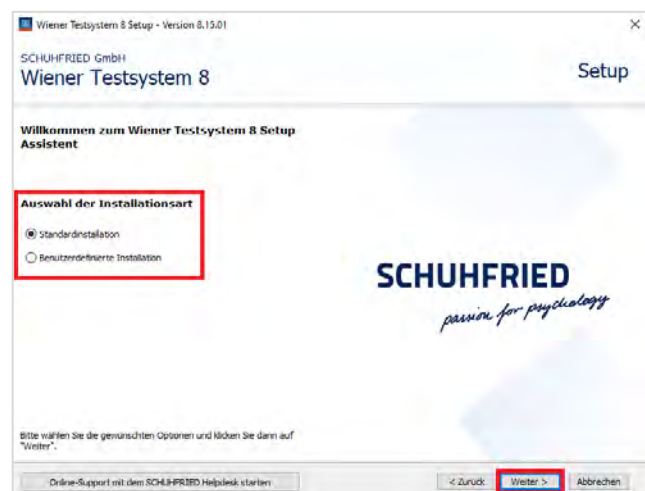 Wiener Testsystem 8 Setup - Version 8.15.01
SCHUHFRIED GmbH
Wiener Testsystem 8
Setup
Willkommen zum Wiener Testsystem 8 Setup
Assistent
Auswahl der Installationsart
Standardinstallation
Benutzerdefinierte Installation
SCHUHFRIED
passion for psychology
Bitte wählen Sie die gewünschten Optionen und klicken Sie dann auf
"Weiter".
Online-Support mit dem SCHUHFRIED Helpdesk starten
< Zurück
Weiter >
Abbrechen